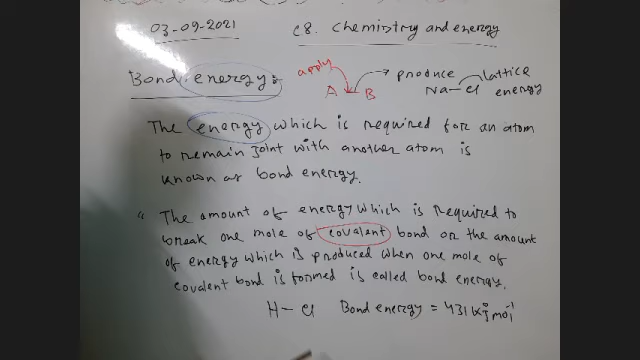 03-09-2021 C8. Chemistry and energy
Bond energy: apply A - B produce Na-Cl lattice energy
The energy which is required for an atom
to remain joint with another atom is
known as bond energy.
" The amount of energy which is required to
break one mole of covalent bond or the amount
of energy which is produced when one mole of
covalent bond is formed is called bond energy.
H-Cl Bond energy = 431 kJ mol⁻¹